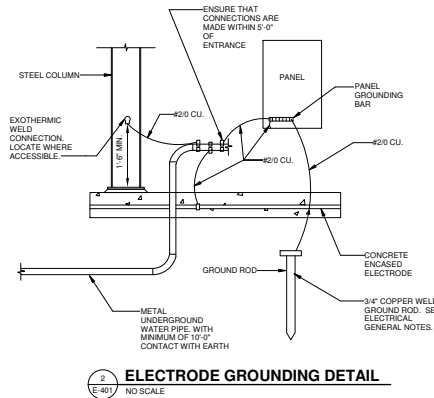 ENSURE THAT
CONNECTIONS ARE
MADE WITHIN 5'-0"
OF
ENTRANCE
STEEL COLUMN
PANEL
PANEL
GROUNDING
BAR
EXOTHERMIC
WELD
CONNECTION.
LOCATE WHERE
ACCESSIBLE.
1'-6" MIN.
#2/0 CU.
#2/0 CU.
#2/0 CU.
CONCRETE
ENCASED
ELECTRODE
GROUND ROD
METAL
UNDERGROUND
WATER PIPE. WITH
MINIMUM OF 10'-0"
CONTACT WITH EARTH
3/4" COPPER WELD
GROUND ROD. SE
ELECTRICAL
GENERAL NOTES.
2
E-401
ELECTRODE GROUNDING DETAIL
NO SCALE